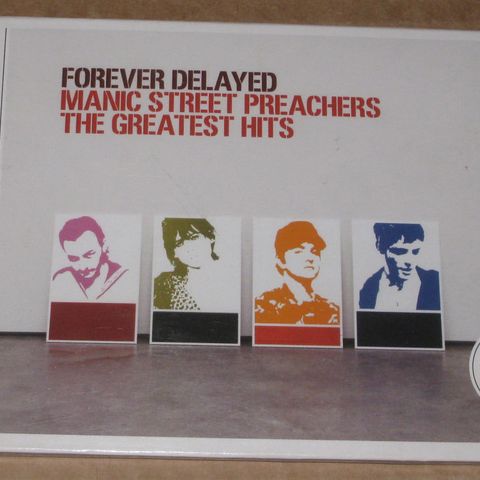 FOREVER DELAYED
MANIC STREET PREACHERS
THE GREATEST HITS